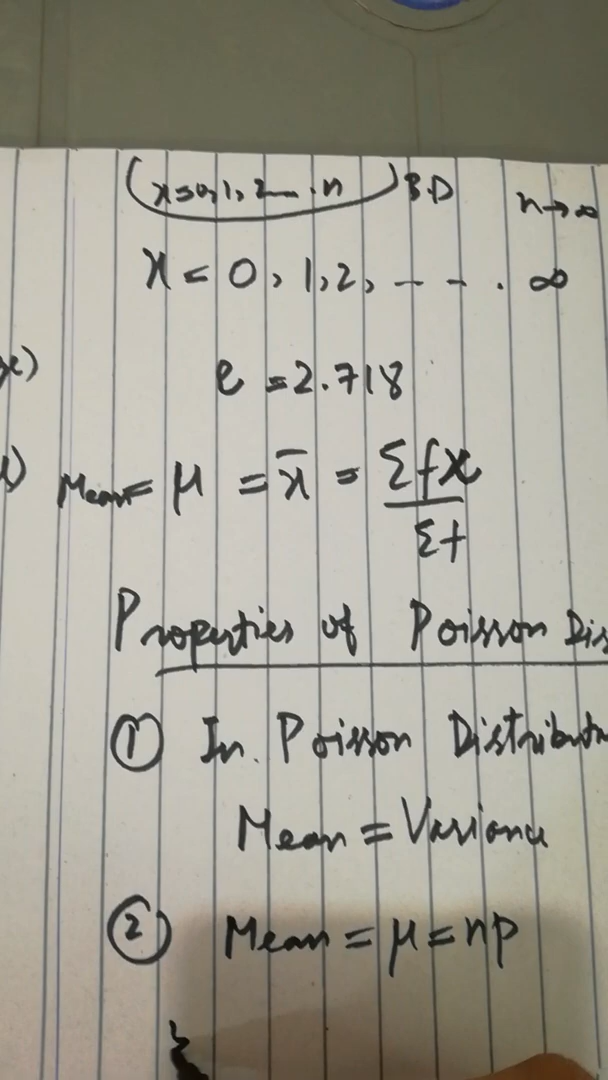 (x=0,1,2......n) B.D n→∞
x = 0, 1, 2, - - - . ∞
e = 2.718
Mean = μ = x̄ = Σfx / Σf
Properties of Poisson Dis
① In. Poisson Distribution
Mean = Variance
② Mean = μ = np